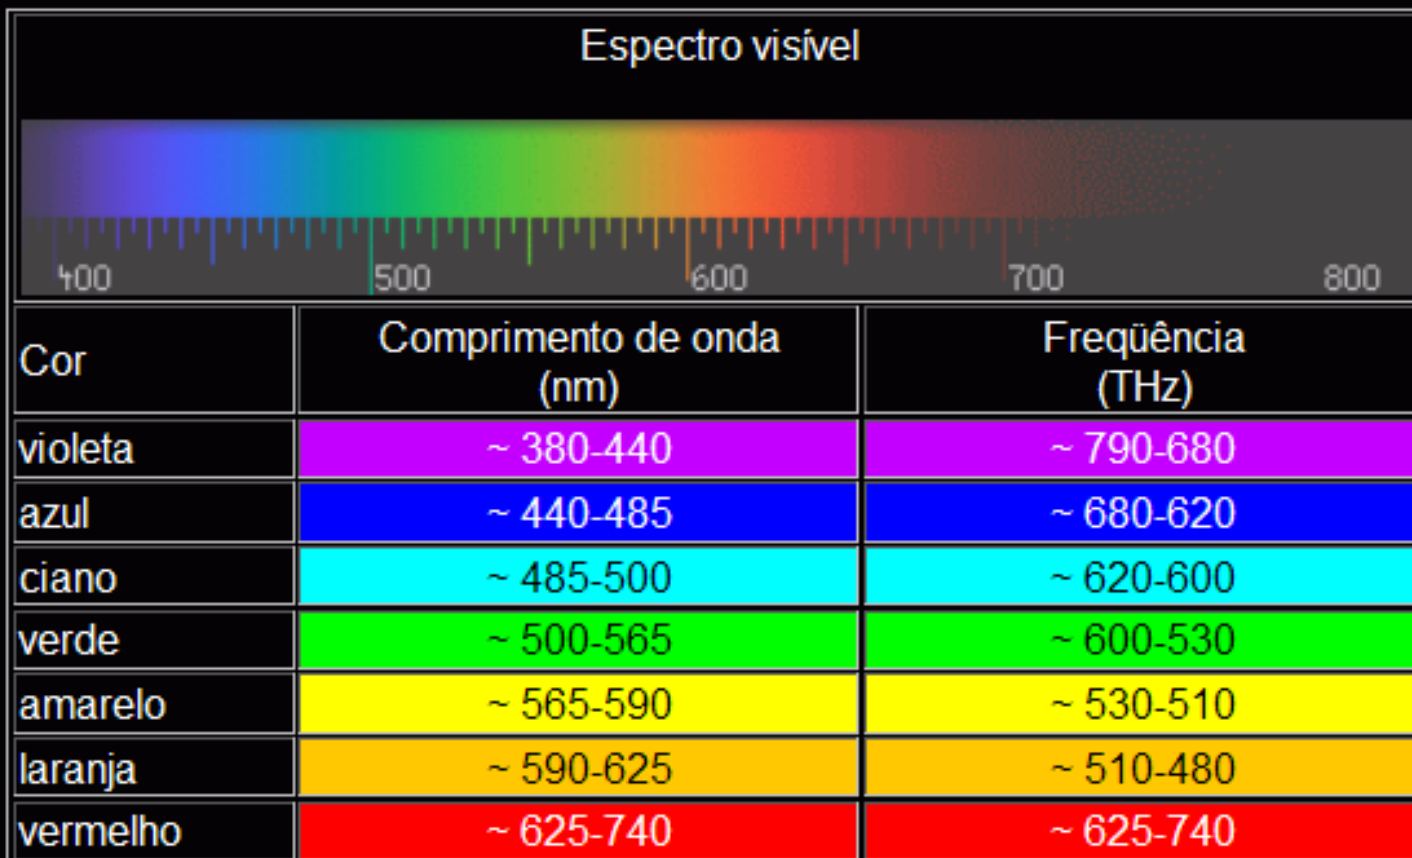 Espectro visível
400 500 600 700 800
Cor Comprimento de onda (nm) Freqüência (THz)
violeta ~ 380-440 ~ 790-680
azul ~ 440-485 ~ 680-620
ciano ~ 485-500 ~ 620-600
verde ~ 500-565 ~ 600-530
amarelo ~ 565-590 ~ 530-510
laranja ~ 590-625 ~ 510-480
vermelho ~ 625-740 ~ 625-740